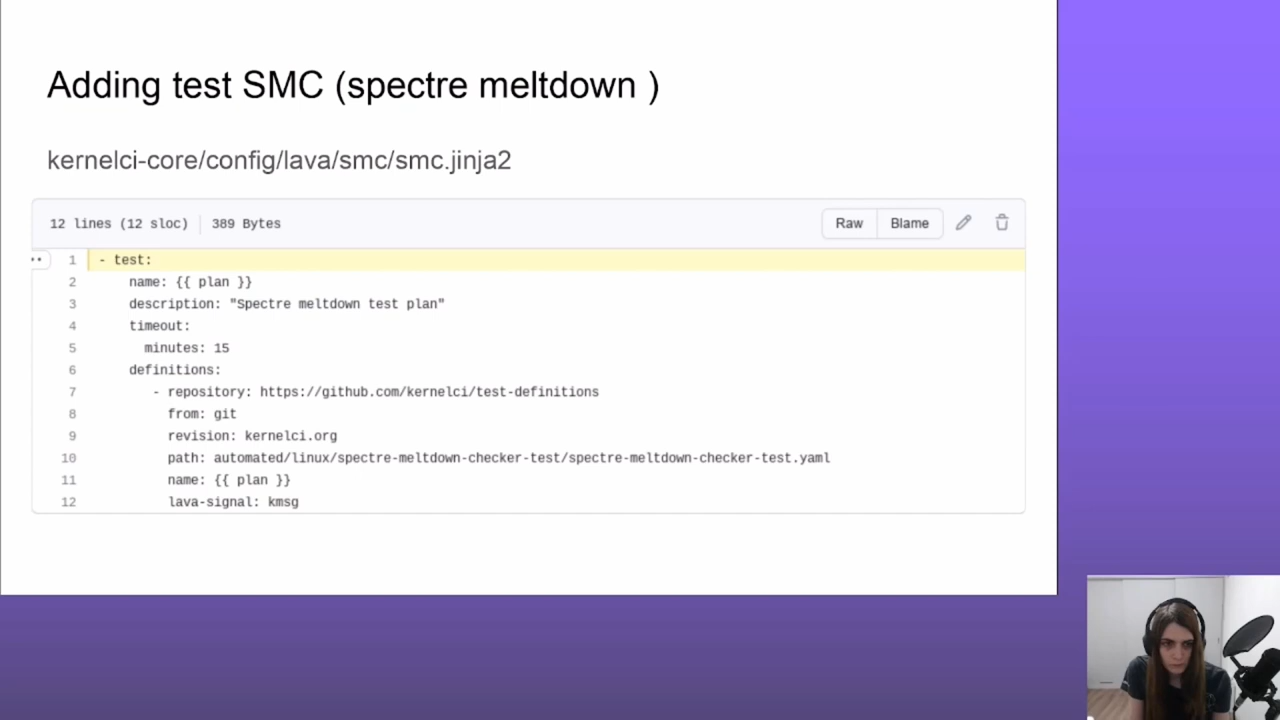 Adding test SMC (spectre meltdown )
kernelci-core/config/lava/smc/smc.jinja2
12 lines (12 sloc) 389 Bytes Raw Blame
1 - test:
2 name: {{ plan }}
3 description: "Spectre meltdown test plan"
4 timeout:
5 minutes: 15
6 definitions:
7 - repository: https://github.com/kernelci/test-definitions
8 from: git
9 revision: kernelci.org
10 path: automated/linux/spectre-meltdown-checker-test/spectre-meltdown-checker-test.yaml
11 name: {{ plan }}
12 lava-signal: kmsg